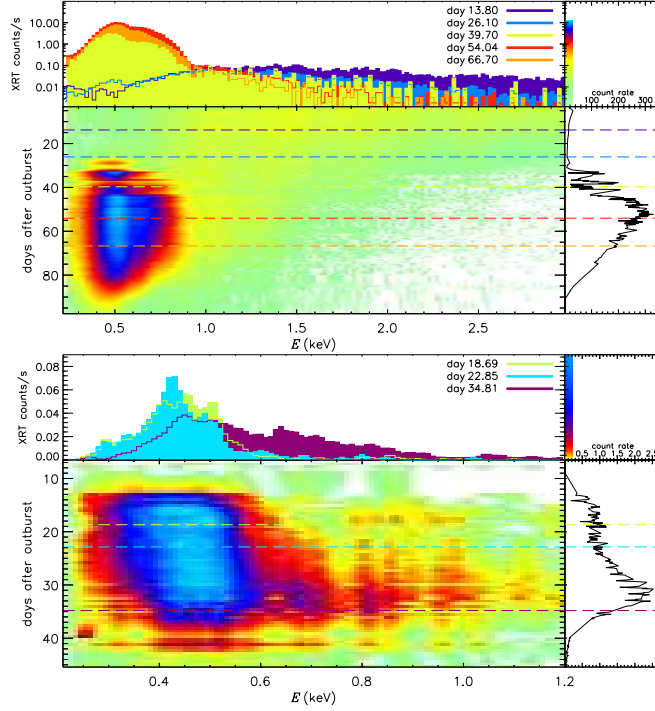 XRT counts/s
10.00
1.00
0.10
0.01
day 13.80
day 26.10
day 39.70
day 54.04
day 66.70
count rate
100 200 300
days after outburst
20
40
60
80
0.5 1.0 1.5 2.0 2.5
E (keV)
XRT counts/s
0.08
0.06
0.04
0.02
0.00
day 18.69
day 22.85
day 34.81
count rate
0.5 1.0 1.5 2.0 2.5
days after outburst
10
20
30
40
0.4 0.6 0.8 1.0 1.2
E (keV)